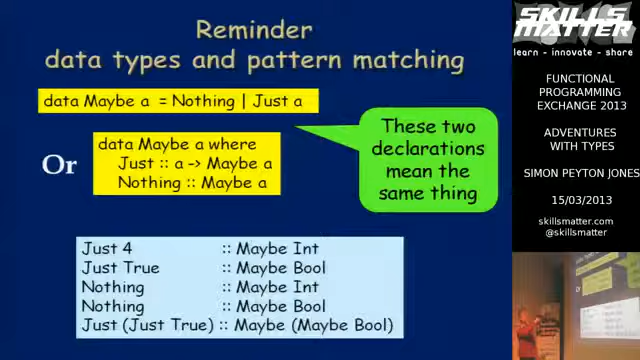 Reminder
data types and pattern matching
data Maybe a = Nothing | Just a
Or
data Maybe a where
Just :: a -> Maybe a
Nothing :: Maybe a
These two
declarations
mean the
same thing
Just 4 :: Maybe Int
Just True :: Maybe Bool
Nothing :: Maybe Int
Nothing :: Maybe Bool
Just (Just True) :: Maybe (Maybe Bool)
SKILLS
MATTER
learn - innovate - share
FUNCTIONAL
PROGRAMMING
EXCHANGE 2013
ADVENTURES
WITH TYPES
SIMON PEYTON JONES
15/03/2013
skillsmatter.com
@skillsmatter